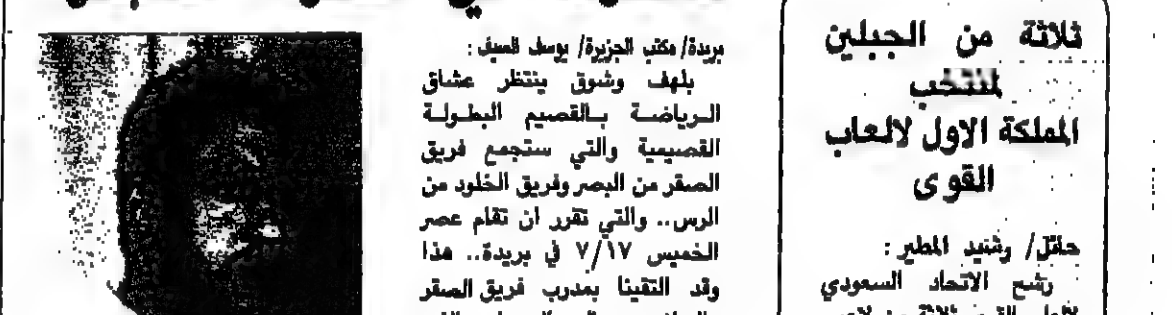 ثلاثة من الجبلين
لمنتخب
المملكة الاول لالعاب
القوى
حائل/ رشيد المطير:
رشح الاتحاد السعودي
بريدة/ مكتب الجزيرة/ يوسف السيف:
بلهف وشوق ينتظر عشاق
الرياضة بالقصيم البطولة
القصيمية والتي ستجمع فريق
الصقر من البصر وفريق الخلود من
الرس.. والتي تقرر ان تقام عصر
الخميس ٧/١٧ في بريدة.. هذا
وقد التقينا بمدرب فريق الصقر